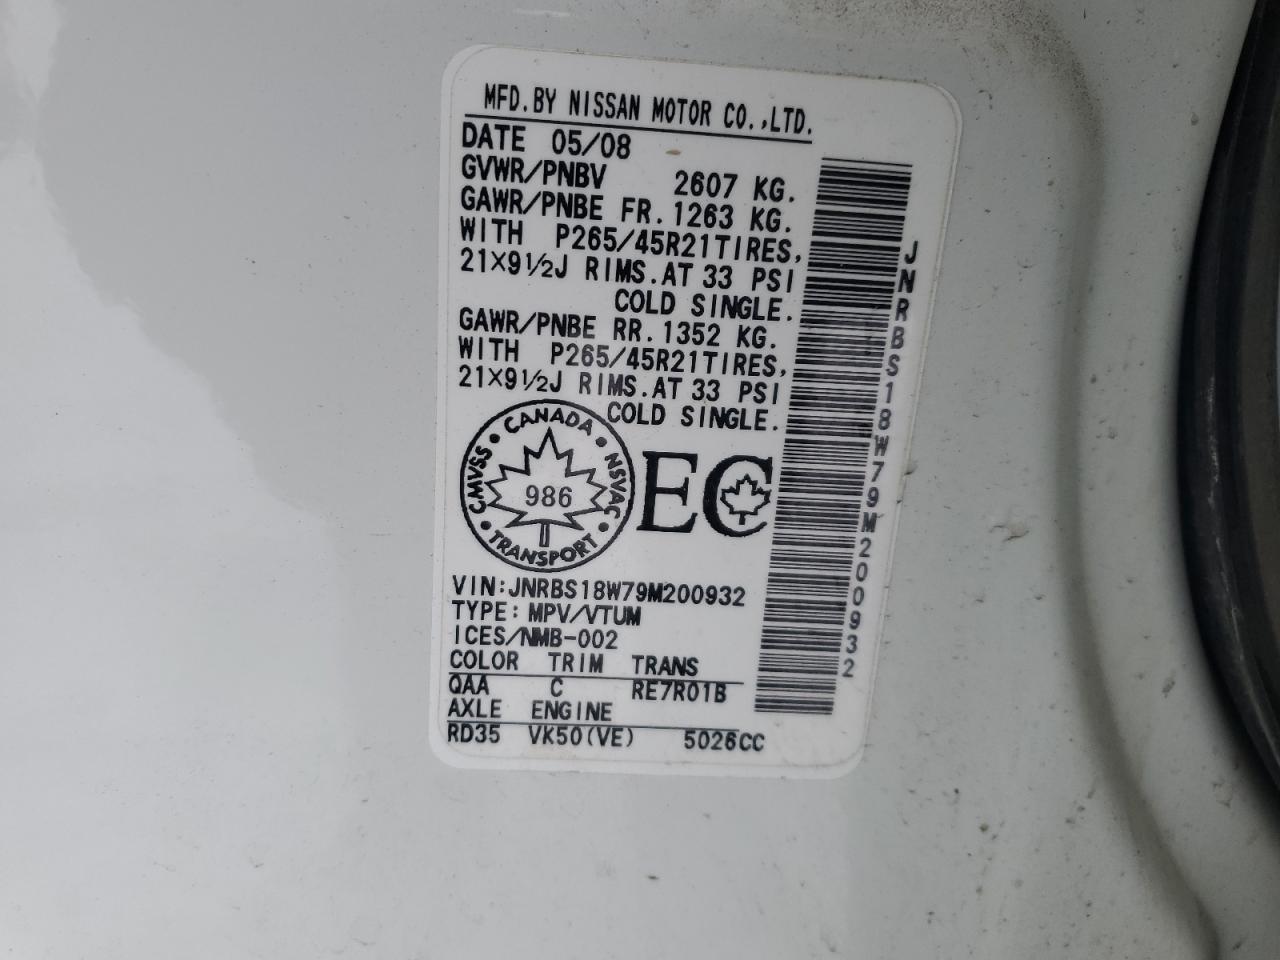 MFD.BY NISSAN MOTOR CO.,LTD.
DATE 05/08
GVWR/PNBV 2607 KG.
GAWR/PNBE FR.1263 KG.
WITH P265/45R21TIRES,
21×9½J RIMS.AT 33 PSI
COLD SINGLE.
GAWR/PNBE RR.1352 KG.
WITH P265/45R21TIRES,
21×9½J RIMS.AT 33 PSI
COLD SINGLE.
CANADA • NSVAC • TRANSPORT • CMVSS •
986
EC
VIN:JNRBS18W79M200932
TYPE:MPV/VTUM
ICES/NMB-002
COLOR TRIM TRANS
QAA C RE7R01B
AXLE ENGINE
RD35 VK50(VE) 5026CC
JNRBS18W79M200932